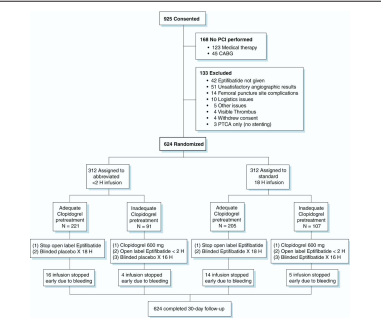 925 Consented
168 No PCI performed
• 123 Medical therapy
• 45 CABG
133 Excluded
• 42 Eptifibatide not given
• 51 Unsatisfactory angiographic results
• 14 Femoral puncture site complications
• 10 Logistics issues
• 5 Other issues
• 4 Visible Thrombus
• 4 Withdrew consent
• 3 PTCA only (no stenting)
624 Randomized
312 Assigned to
abbreviated
<2 H infusion
312 Assigned to
standard
18 H infusion
Adequate
Clopidogrel
pretreatment
N = 221
Inadequate
Clopidogrel
pretreatment
N = 91
Adequate
Clopidogrel
pretreatment
N = 205
Inadequate
Clopidogrel
pretreatment
N = 107
(1) Stop open label Eptifibatide
(2) Blinded placebo X 18 H
(1) Clopidogrel 600 mg
(2) Open label Eptifibatide < 2 H
(3) Blinded placebo X 16 H
(1) Stop open label Eptifibatide
(2) Blinded Eptifibatide X 18 H
(1) Clopidogrel 600 mg
(2) Open label Eptifibatide < 2 H
(3) Blinded Eptifibatide X 16 H
16 infusion stopped
early due to bleeding
4 infusion stopped
early due to bleeding
14 infusion stopped
early due to bleeding
5 infusion stopped
early due to bleeding
624 completed 30-day follow-up